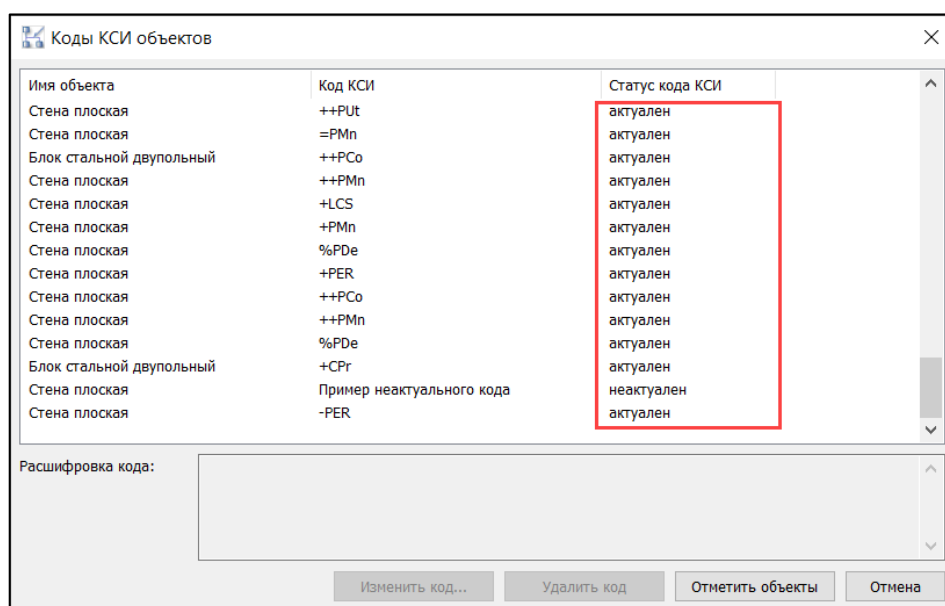 Коды КСИ объектов
Имя объекта Код КСИ Статус кода КСИ
Стена плоская ++PUt актуален
Стена плоская =PMn актуален
Блок стальной двупольный ++PCo актуален
Стена плоская ++PMn актуален
Стена плоская +LCS актуален
Стена плоская +PMn актуален
Стена плоская %PDe актуален
Стена плоская +PER актуален
Стена плоская ++PCo актуален
Стена плоская ++PMn актуален
Стена плоская %PDe актуален
Блок стальной двупольный +CPr актуален
Стена плоская Пример неактуального кода неактуален
Стена плоская -PER актуален
Расшифровка кода:
Изменить код... Удалить код Отметить объекты Отмена